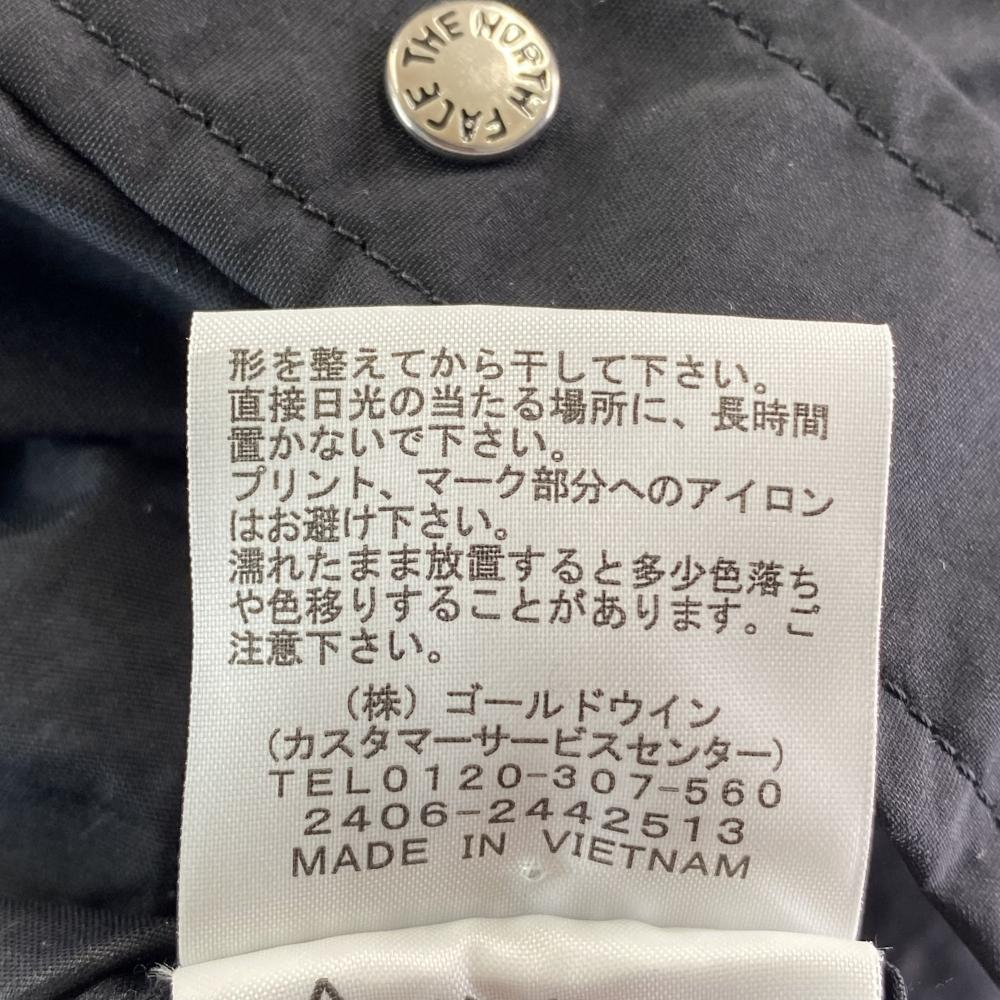 THE NORTH FACE
形を整えてから干して下さい。
直接日光の当たる場所に、長時間
置かないで下さい。
プリント、マーク部分へのアイロン
はお避け下さい。
濡れたまま放置すると多少色落ち
や色移りすることがあります。ご
注意下さい。
(株) ゴールドウイン
(カスタマーサービスセンター)
TEL0120-307-560
2406-2442513
MADE IN VIETNAM